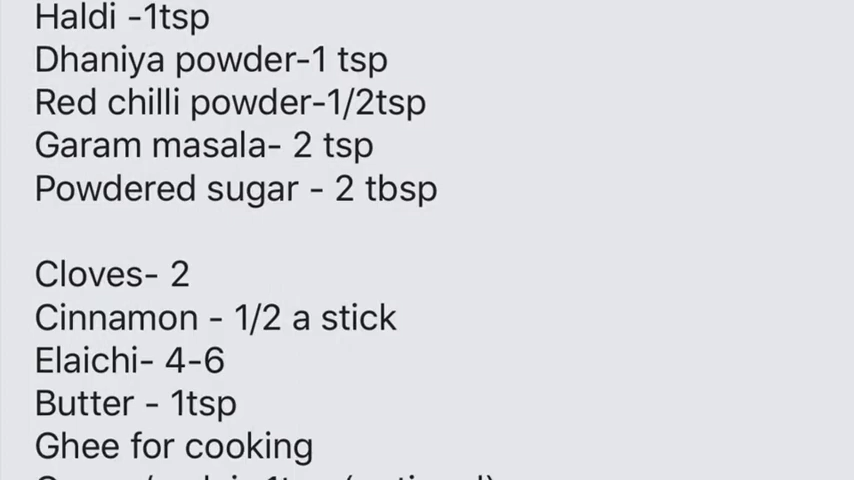 Haldi -1tsp
Dhaniya powder-1 tsp
Red chilli powder-1/2tsp
Garam masala- 2 tsp
Powdered sugar - 2 tbsp
Cloves- 2
Cinnamon - 1/2 a stick
Elaichi- 4-6
Butter - 1tsp
Ghee for cooking